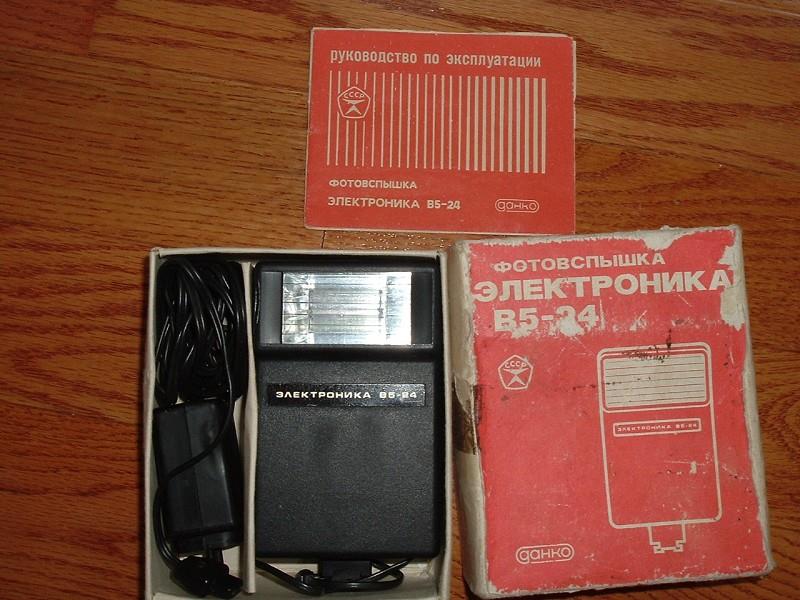 руководство по эксплуатации
СССР
ФОТОВСПЫШКА
ЭЛЕКТРОНИКА В5-24
данко
ФОТОВСПЫШКА
ЭЛЕКТРОНИКА
В5-24
СССР
ЭЛЕКТРОНИКА В5-24
данко
ЭЛЕКТРОНИКА В5-24